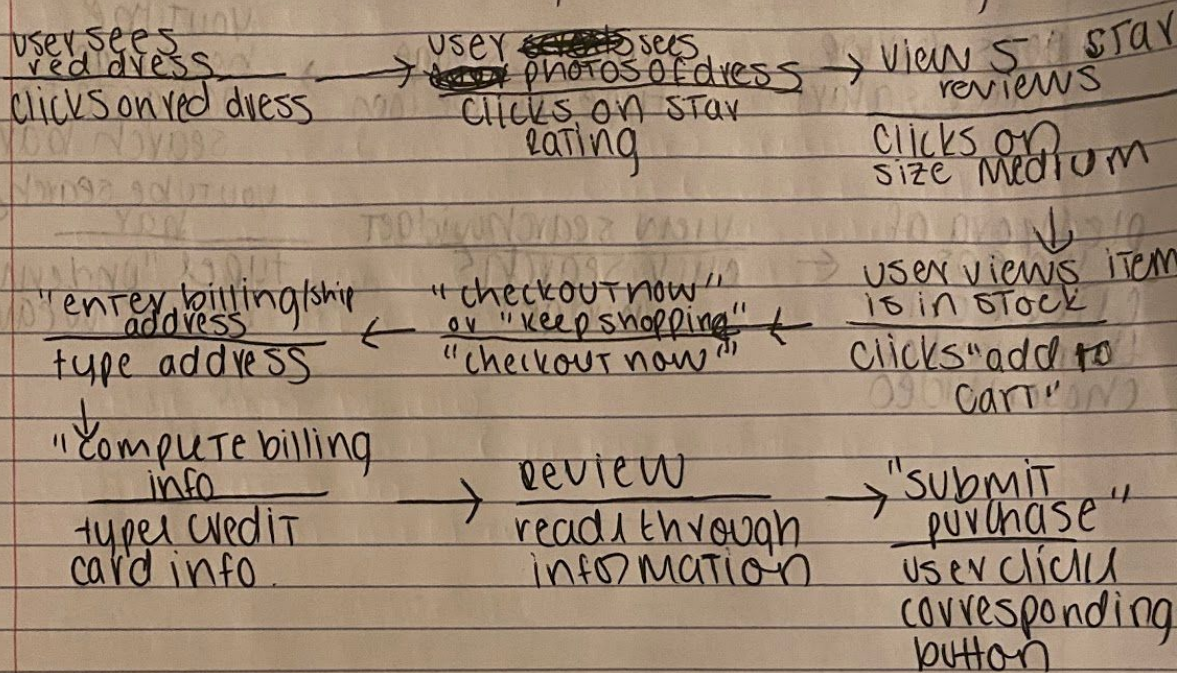 user sees
red dress
clicks on red dress
user sees
photos of dress
clicks on star
rating
view 5 star
reviews
clicks on
size medium
user views item
is in stock
clicks "add to
cart"
"checkout now"
or "keep shopping"
"checkout now"
"enter billing/ship
address
type address
"compute billing
info
types credit
card info.
review
reads through
information
"submit
purchase"
user clicks
corresponding
button